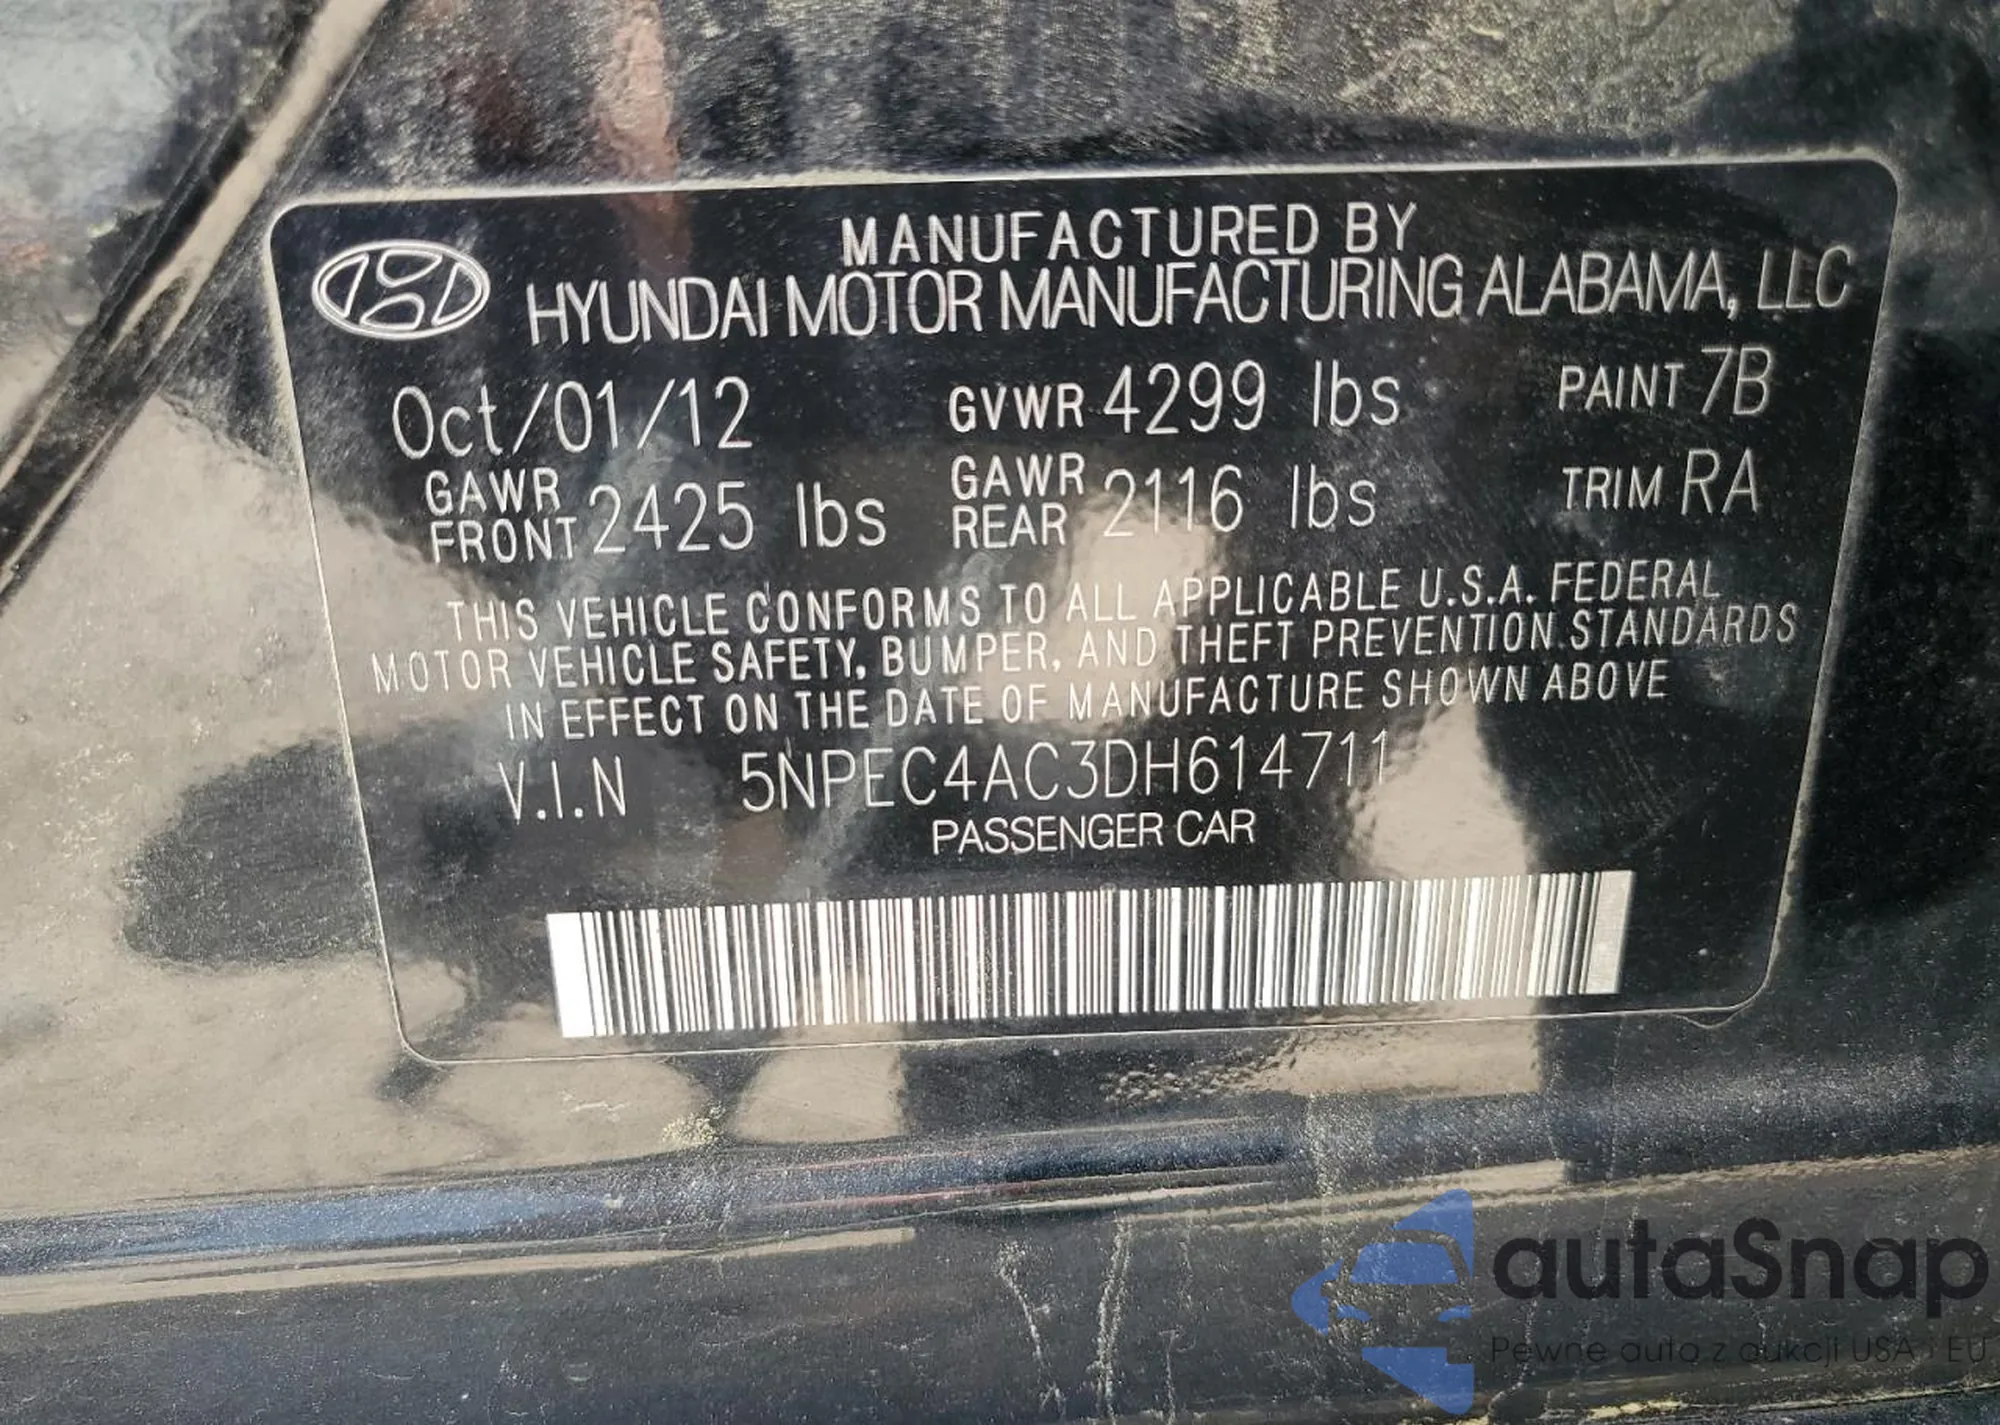 MANUFACTURED BY
HYUNDAI MOTOR MANUFACTURING ALABAMA, LLC
Oct/01/12 GVWR 4299 lbs PAINT 7B
GAWR FRONT 2425 lbs GAWR REAR 2116 lbs TRIM RA
THIS VEHICLE CONFORMS TO ALL APPLICABLE U.S.A. FEDERAL
MOTOR VEHICLE SAFETY, BUMPER, AND THEFT PREVENTION STANDARDS
IN EFFECT ON THE DATE OF MANUFACTURE SHOWN ABOVE
V.I.N 5NPEC4AC3DH614711
PASSENGER CAR
autaSnap
Pewne auta z aukcji USA i EU